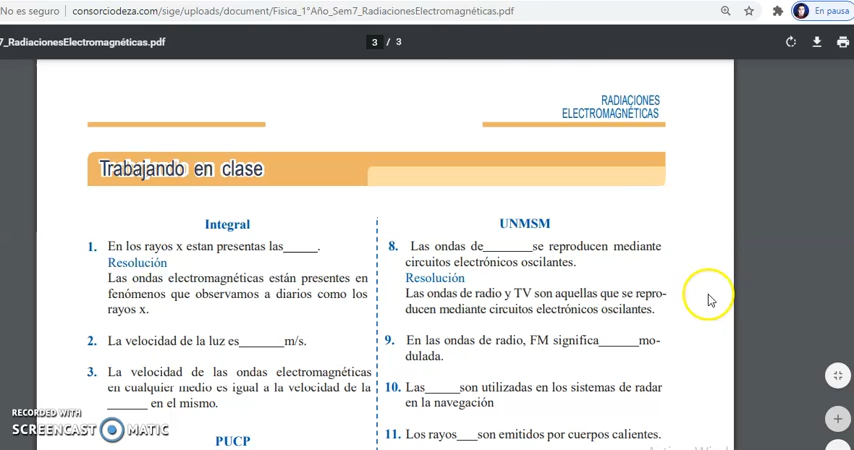 No es seguro
consorciodeza.com/sige/uploads/document/Fisica_1°Año_Sem7_RadiacionesElectromagnéticas.pdf
En pausa
7_RadiacionesElectromagnéticas.pdf
3 / 3
RADIACIONES
ELECTROMAGNÉTICAS
Trabajando en clase
Integral
1. En los rayos x estan presentas las_____.
Resolución
Las ondas electromagnéticas están presentes en
fenómenos que observamos a diarios como los
rayos x.
2. La velocidad de la luz es_______m/s.
3. La velocidad de las ondas electromagnéticas
en cualquier medio es igual a la velocidad de la
______ en el mismo.
PUCP
UNMSM
8. Las ondas de________se reproducen mediante
circuitos electrónicos oscilantes.
Resolución
Las ondas de radio y TV son aquellas que se repro-
ducen mediante circuitos electrónicos oscilantes.
9. En las ondas de radio, FM significa______mo-
dulada.
10. Las_____son utilizadas en los sistemas de radar
en la navegación
11. Los rayos___son emitidos por cuerpos calientes.
RECORDED WITH
SCREENCAST MATIC